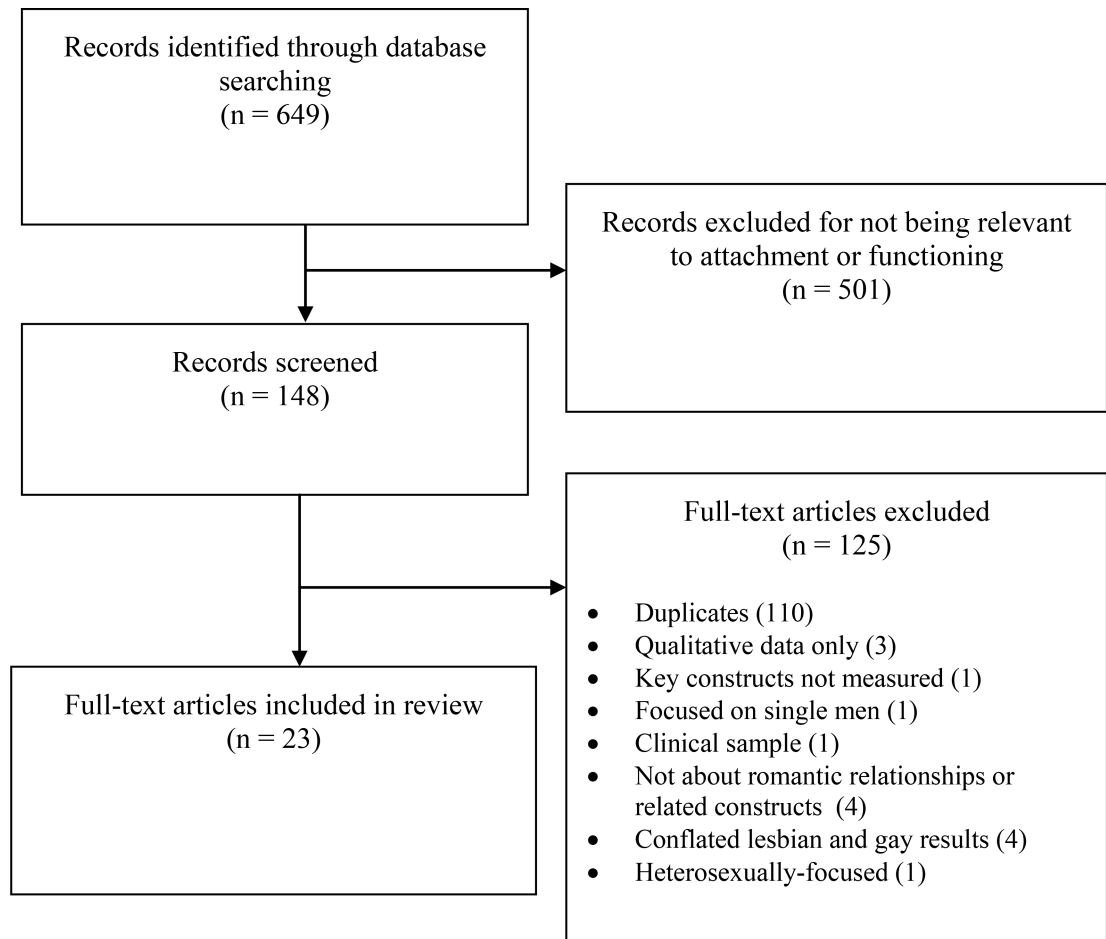 Records identified through database
searching
(n = 649)
Records excluded for not being relevant
to attachment or functioning
(n = 501)
Records screened
(n = 148)
Full-text articles excluded
(n = 125)
• Duplicates (110)
• Qualitative data only (3)
• Key constructs not measured (1)
• Focused on single men (1)
• Clinical sample (1)
• Not about romantic relationships or
related constructs (4)
• Conflated lesbian and gay results (4)
• Heterosexually-focused (1)
Full-text articles included in review
(n = 23)